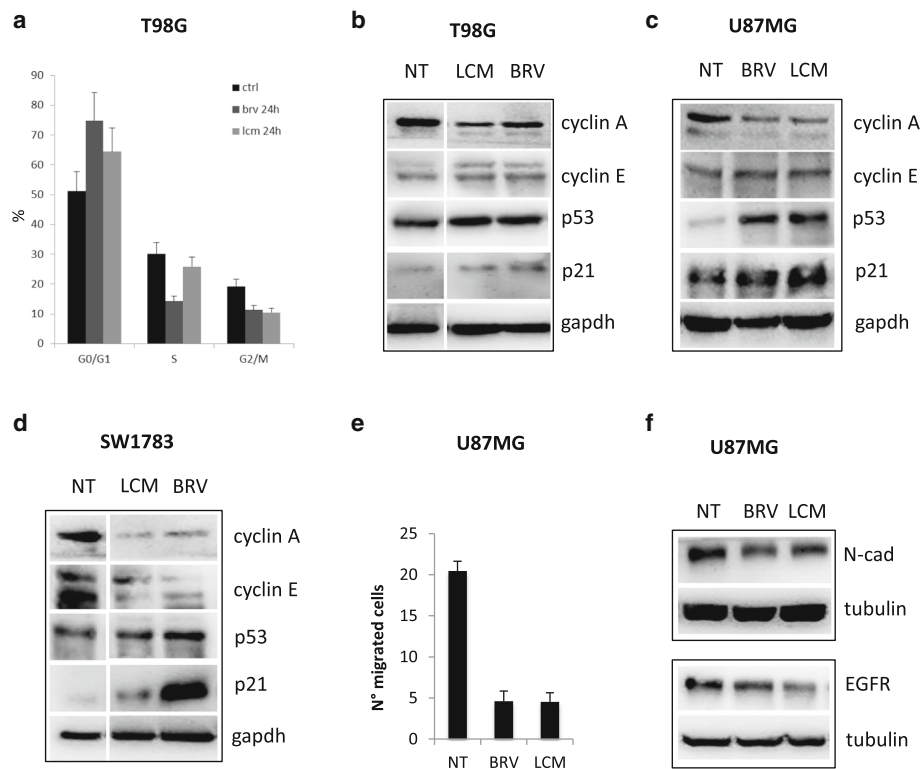 a
T98G
90
80
70
60
50
40
30
20
10
0
%
ctrl
brv 24h
lcm 24h
G0/G1 S G2/M
b
T98G
NT LCM BRV
cyclin A
cyclin E
p53
p21
gapdh
c
U87MG
NT BRV LCM
cyclin A
cyclin E
p53
p21
gapdh
d
SW1783
NT LCM BRV
cyclin A
cyclin E
p53
p21
gapdh
e
U87MG
25
20
15
10
5
0
N° migrated cells
NT BRV LCM
f
U87MG
NT BRV LCM
N-cad
tubulin
EGFR
tubulin